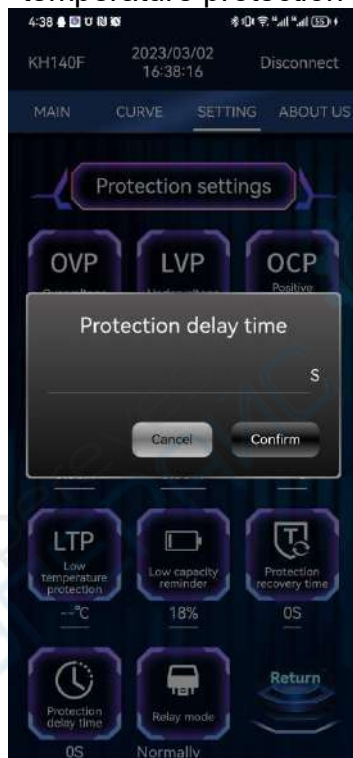 4:38
55
KH140F
2023/03/02
16:38:16
Disconnect
MAIN CURVE SETTING ABOUT US
Protection settings
OVP LVP OCP
Positive
Protection delay time
S
Cancel Confirm
LTP
Low
temperature
protection
Low capacity
reminder
Protection
recovery time
--°C 18% 0S
Protection
delay time
Relay mode
Return
0S Normally